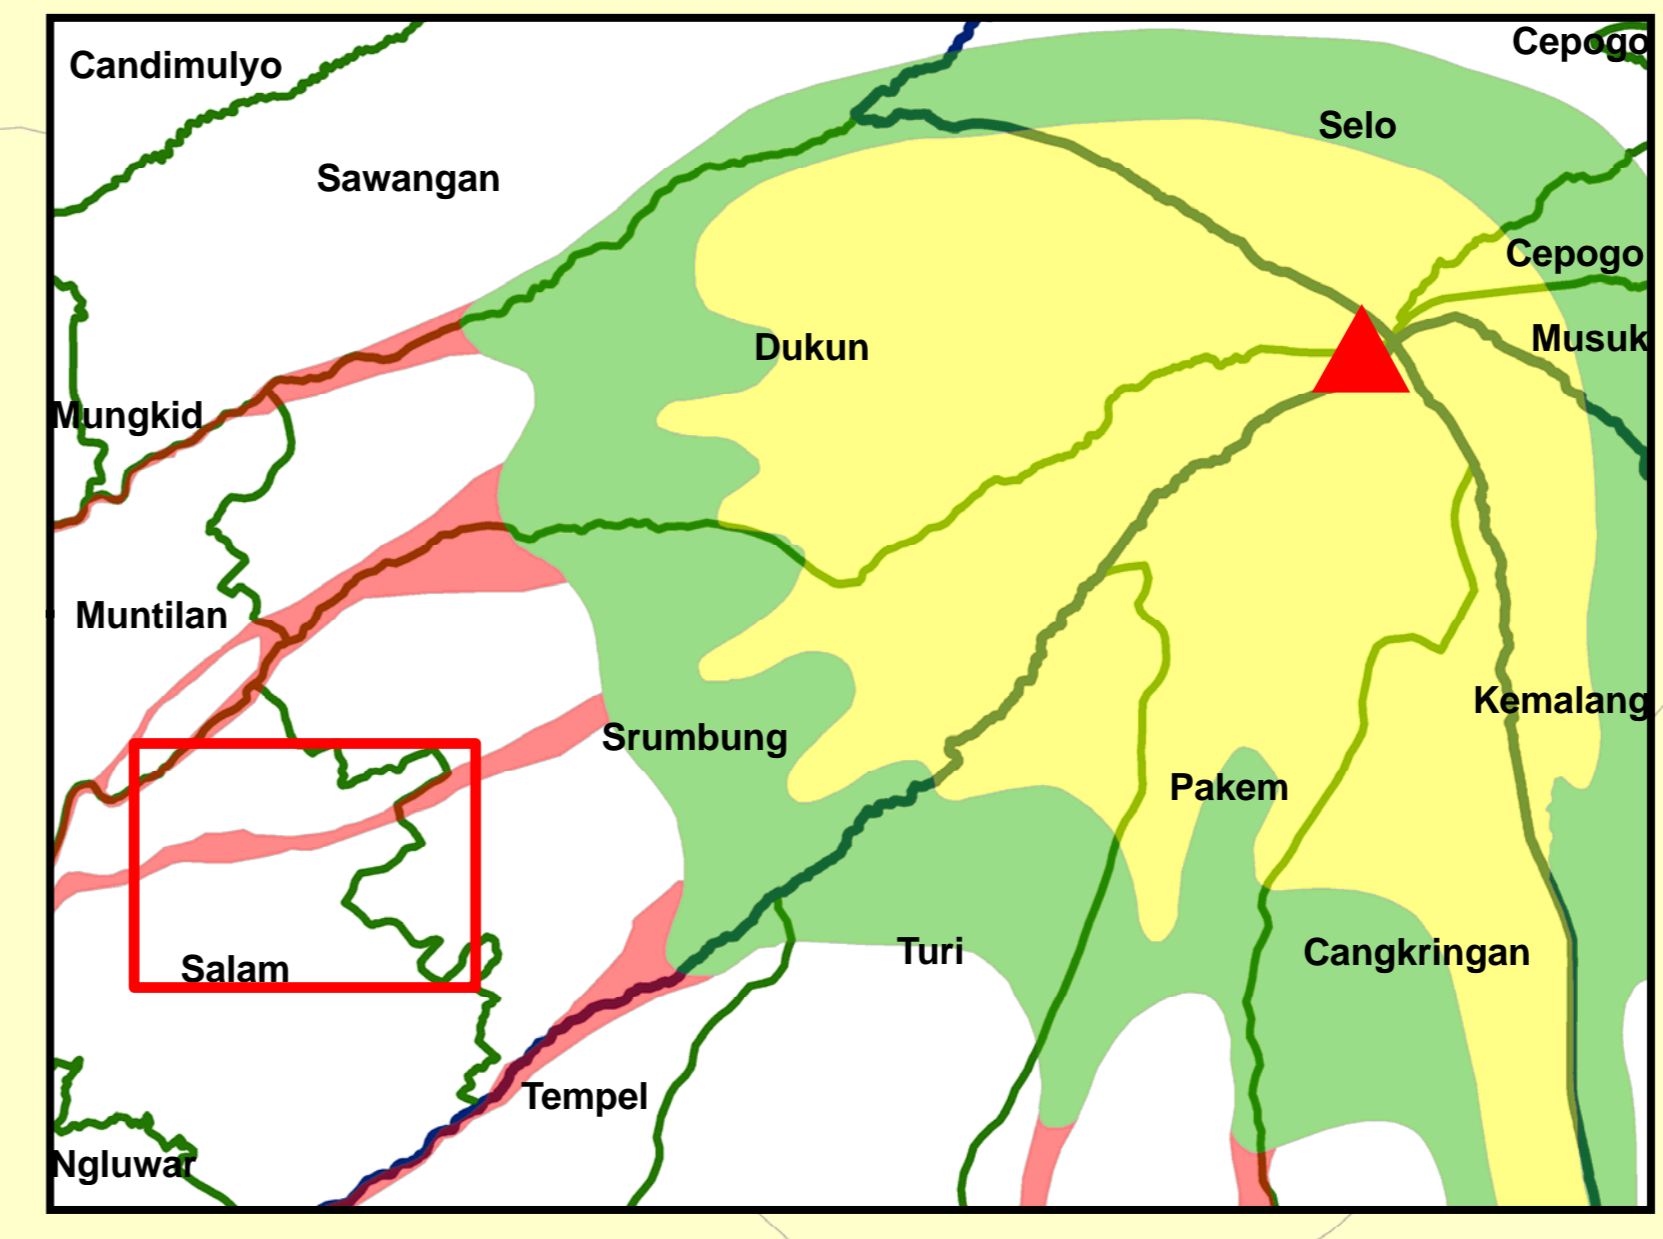 Cepogo
Candimulyo
Selo
Sawangan
Cepogo
Musuk
Dukun
Mungkid
Muntilan
Kemalang
Srumbung
Pakem
Turi
Cangkringan
Salam
Tempel
Ngluwar